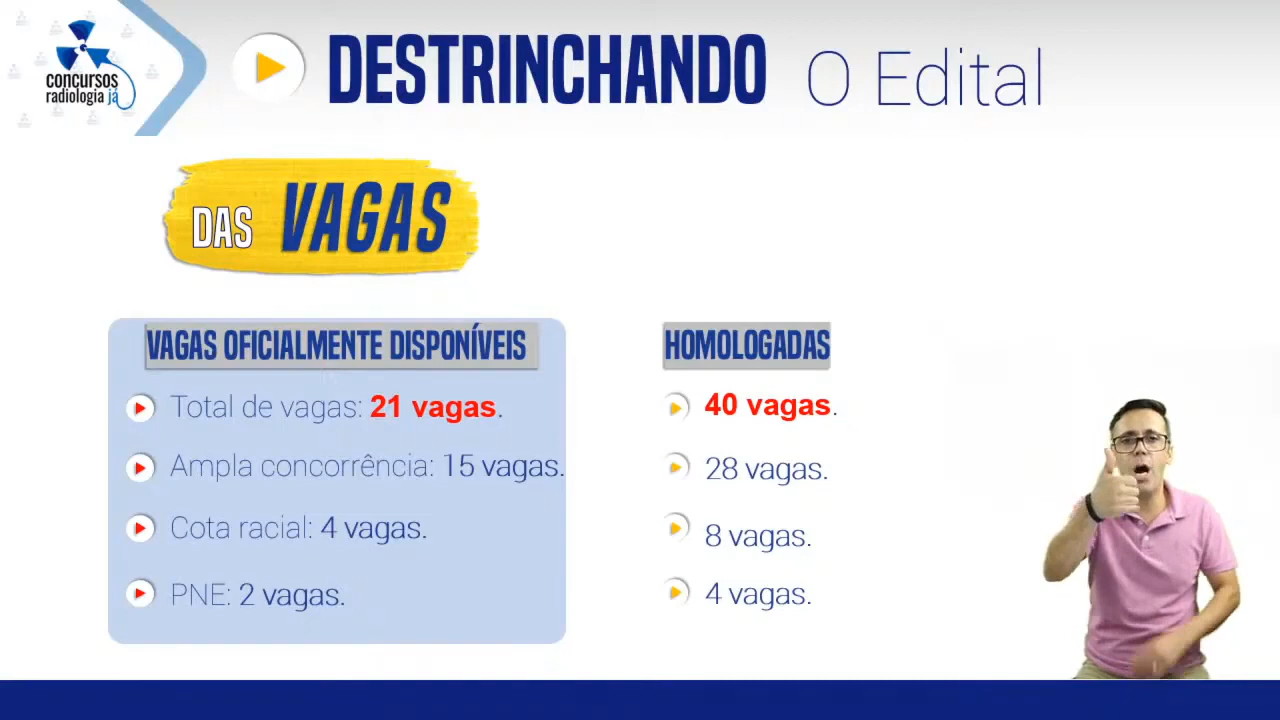 concursos
radiologia já
DESTRINCHANDO O Edital
DAS VAGAS
VAGAS OFICIALMENTE DISPONÍVEIS
Total de vagas: 21 vagas.
Ampla concorrência: 15 vagas.
Cota racial: 4 vagas.
PNE: 2 vagas.
HOMOLOGADAS
40 vagas.
28 vagas.
8 vagas.
4 vagas.